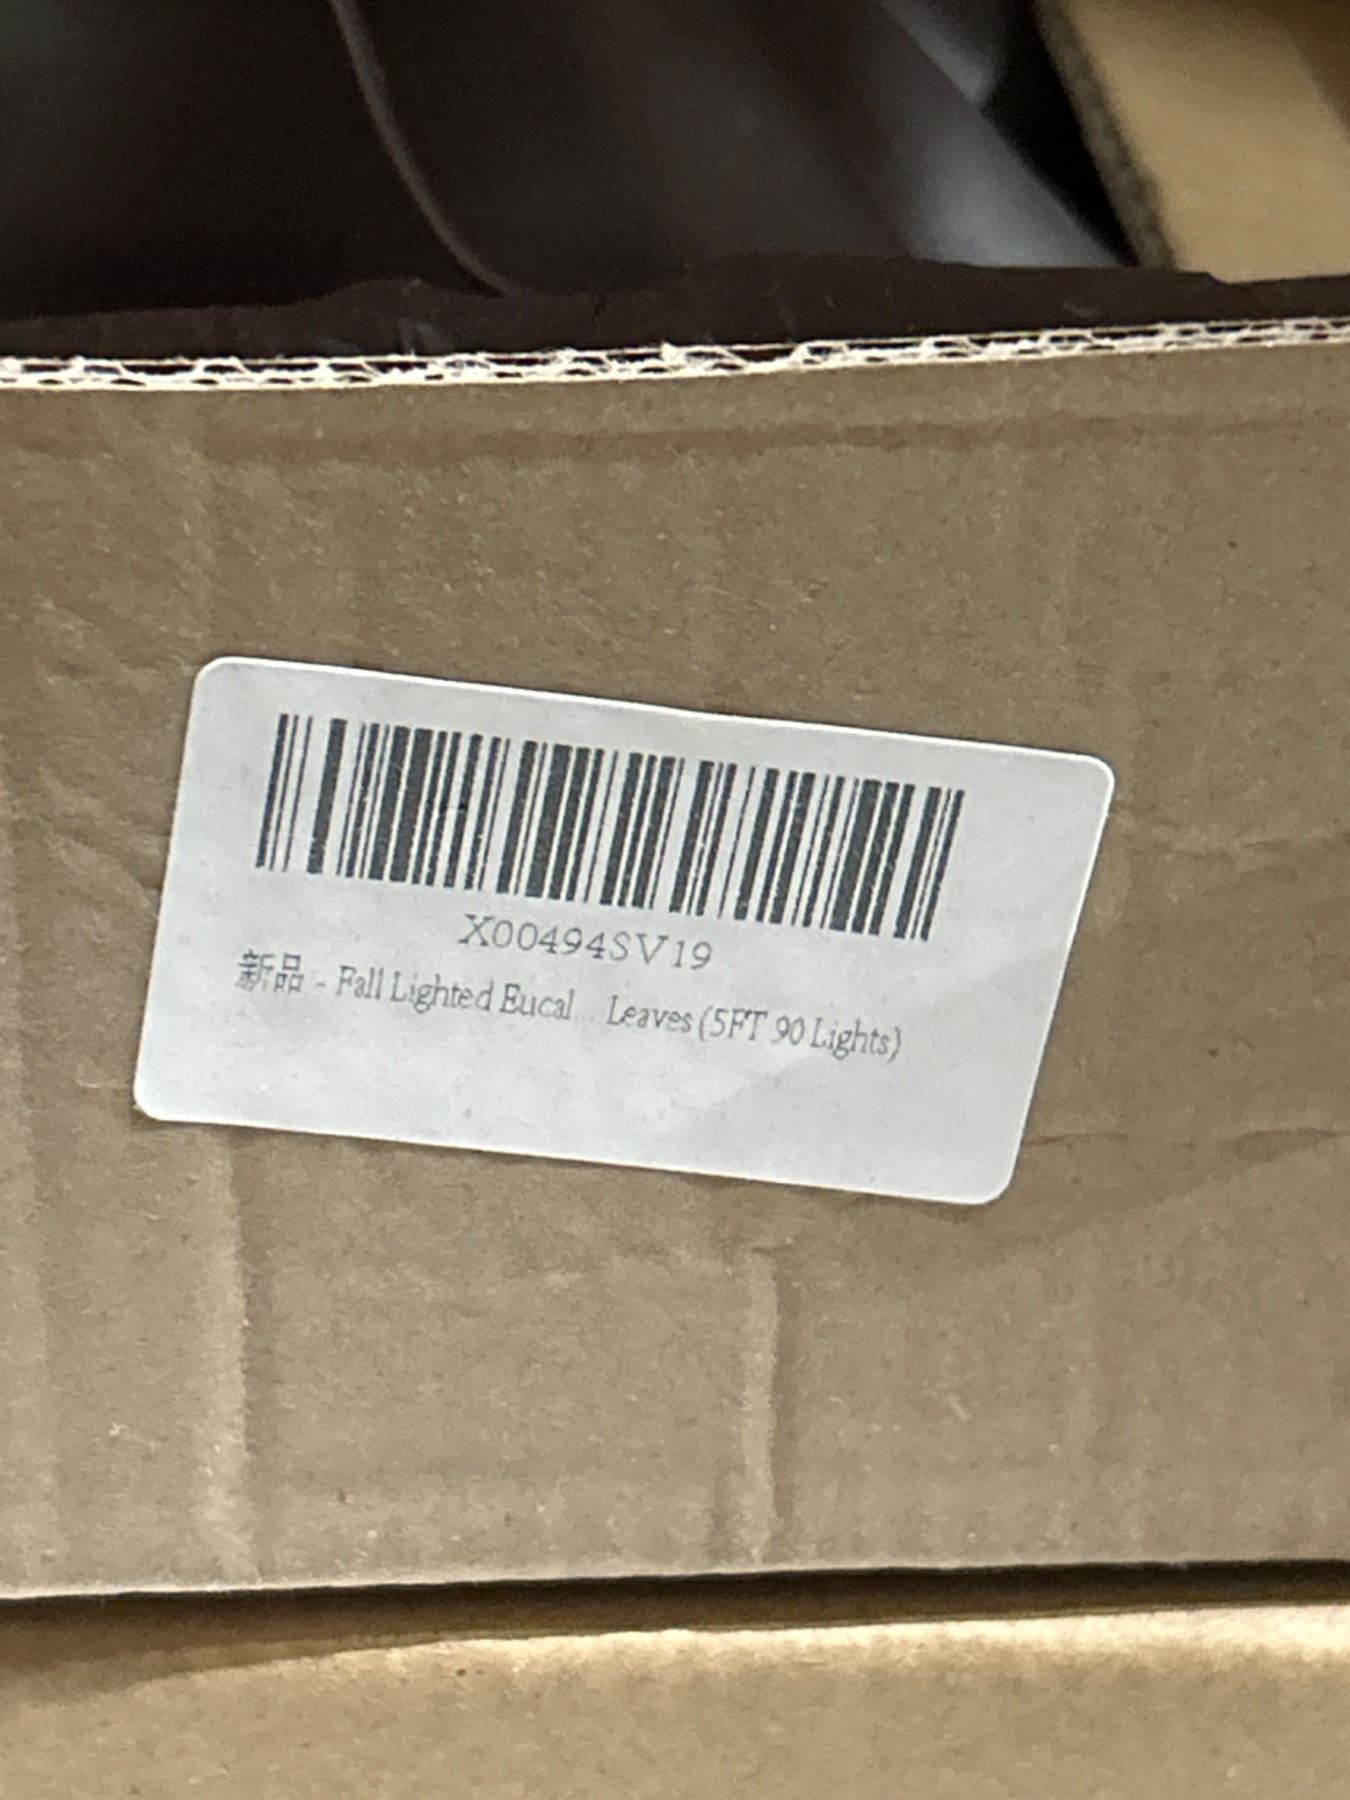 X00494SV19
新品 - Fall Lighted Eucal... Leaves (5FT 90 Lights)